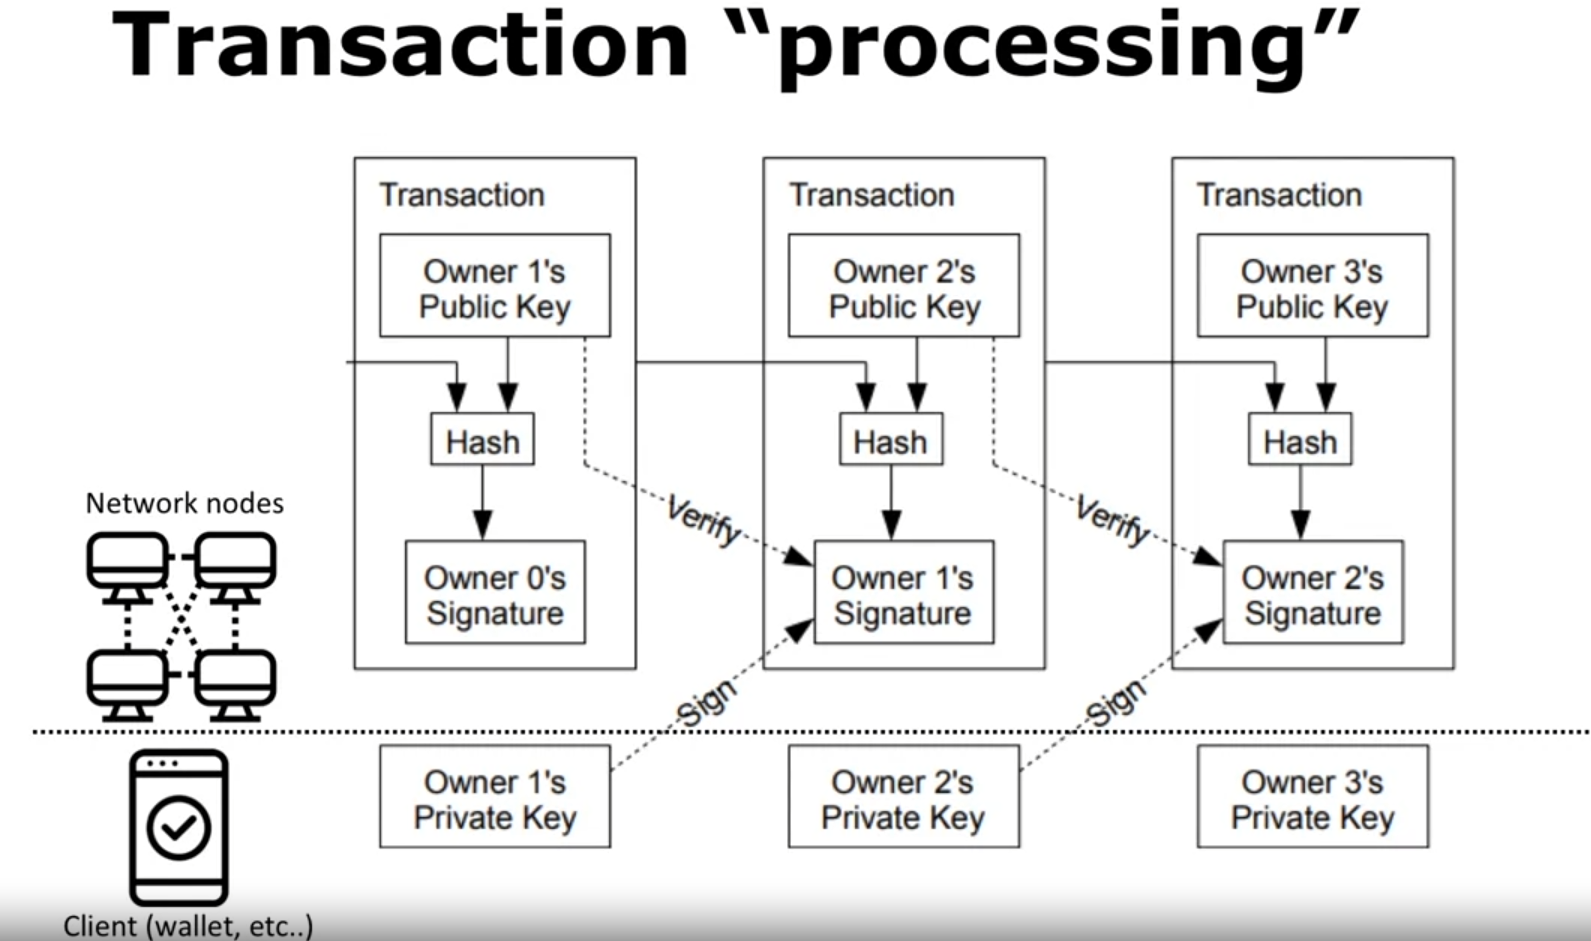 Transaction “processing”
Transaction
Transaction
Transaction
Owner 1's
Public Key
Owner 2's
Public Key
Owner 3's
Public Key
Hash
Hash
Hash
Network nodes
Verify
Verify
Owner 0's
Signature
Owner 1's
Signature
Owner 2's
Signature
Sign
Sign
Owner 1's
Private Key
Owner 2's
Private Key
Owner 3's
Private Key
Client (wallet, etc..)